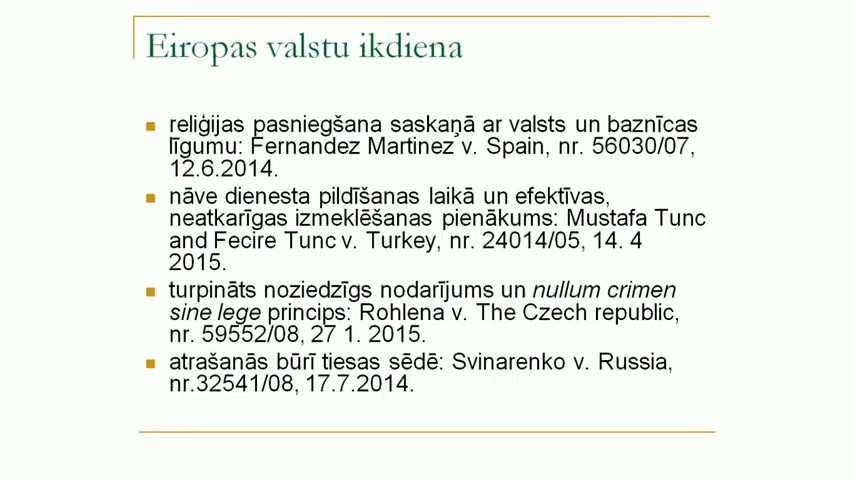 Eiropas valstu ikdiena
reliģijas pasniegšana saskaņā ar valsts un baznīcas
līgumu: Fernandez Martinez v. Spain, nr. 56030/07,
12.6.2014.
nāve dienesta pildīšanas laikā un efektīvas,
neatkarīgas izmeklēšanas pienākums: Mustafa Tunc
and Fecire Tunc v. Turkey, nr. 24014/05, 14. 4
2015.
turpināts noziedzīgs nodarījums un nullum crimen
sine lege princips: Rohlena v. The Czech republic,
nr. 59552/08, 27 1. 2015.
atrašanās būrī tiesas sēdē: Svinarenko v. Russia,
nr.32541/08, 17.7.2014.